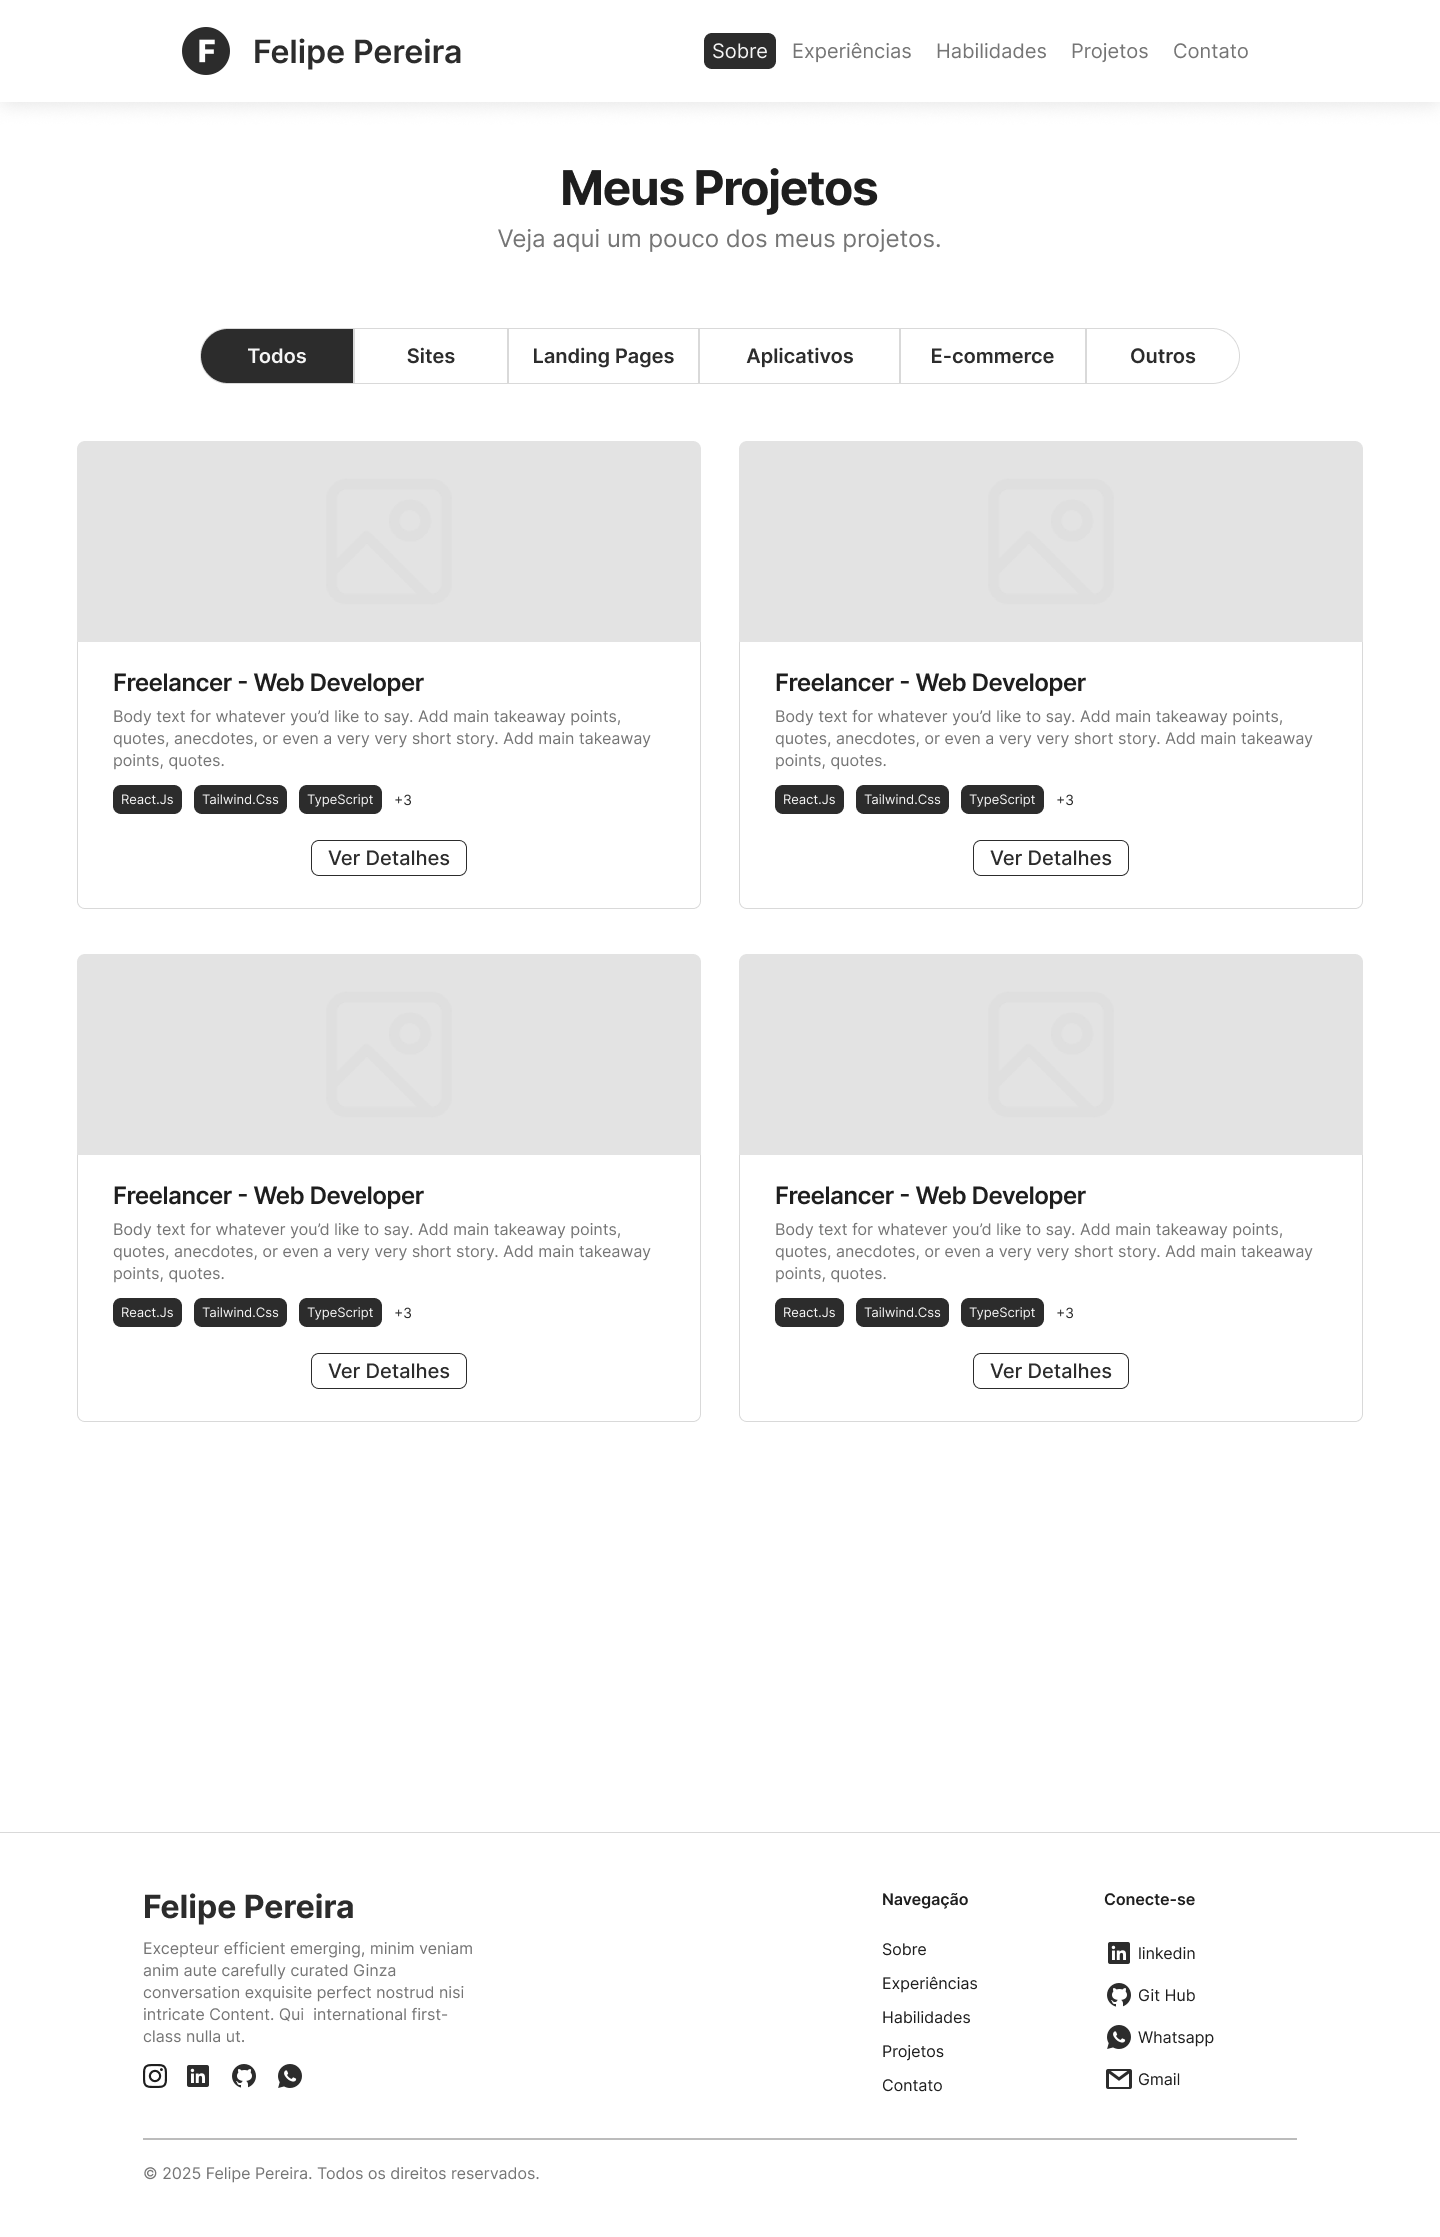 F Felipe Pereira
Sobre Experiências Habilidades Projetos Contato
Meus Projetos
Veja aqui um pouco dos meus projetos.
Todos Sites Landing Pages Aplicativos E-commerce Outros
Freelancer - Web Developer
Body text for whatever you’d like to say. Add main takeaway points,
quotes, anecdotes, or even a very very short story. Add main takeaway
points, quotes.
React.Js Tailwind.Css TypeScript +3
Ver Detalhes
Freelancer - Web Developer
Body text for whatever you’d like to say. Add main takeaway points,
quotes, anecdotes, or even a very very short story. Add main takeaway
points, quotes.
React.Js Tailwind.Css TypeScript +3
Ver Detalhes
Freelancer - Web Developer
Body text for whatever you’d like to say. Add main takeaway points,
quotes, anecdotes, or even a very very short story. Add main takeaway
points, quotes.
React.Js Tailwind.Css TypeScript +3
Ver Detalhes
Freelancer - Web Developer
Body text for whatever you’d like to say. Add main takeaway points,
quotes, anecdotes, or even a very very short story. Add main takeaway
points, quotes.
React.Js Tailwind.Css TypeScript +3
Ver Detalhes
Felipe Pereira
Excepteur efficient emerging, minim veniam
anim aute carefully curated Ginza
conversation exquisite perfect nostrud nisi
intricate Content. Qui  international first-
class nulla ut.
Navegação
Sobre
Experiências
Habilidades
Projetos
Contato
Conecte-se
linkedin
Git Hub
Whatsapp
Gmail
© 2025 Felipe Pereira. Todos os direitos reservados.